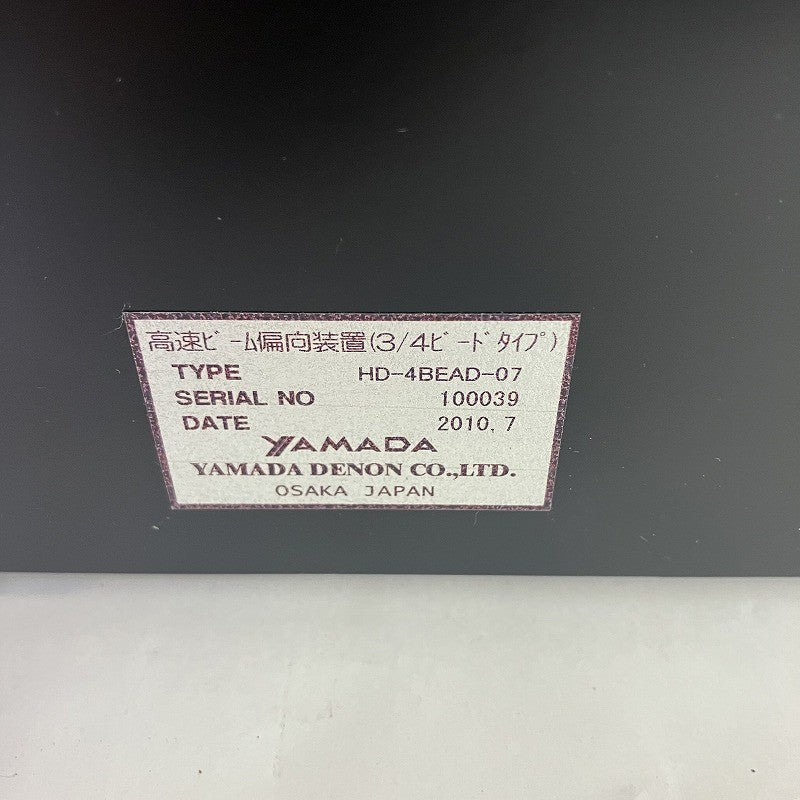 高速ﾋﾞｰﾑ偏向装置(3/4ﾋﾞｰﾄﾞﾀｲﾌﾟ)
TYPE HD-4BEAD-07
SERIAL NO 100039
DATE 2010,7
YAMADA
YAMADA DENON CO.,LTD.
OSAKA JAPAN